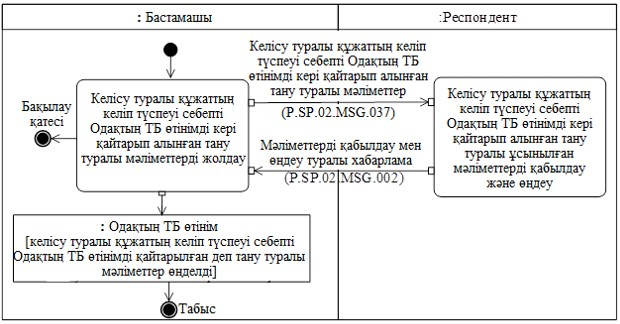 : Бастамашы
:Респондент
Келісу туралы құжаттың келіп
түспеуі себепті Одақтың ТБ
өтінімді кері қайтарып алынған
тану туралы мәліметтер
(P.SP.02.MSG.037)
Бақылау
қатесі
Келісу туралы құжаттың
келіп түспеуі себепті
Одақтың ТБ өтінімді кері
қайтарып алынған тану
туралы мәліметтерді жолдау
Келісу туралы құжаттың
келіп түспеуі себепті
Одақтың ТБ өтінімді кері
қайтарып алынған тану
туралы ұсынылған
мәліметтерді қабылдау
және өңдеу
Мәліметтерді қабылдау мен
өңдеу туралы хабарлама
(P.SP.02.MSG.002)
: Одақтың ТБ өтінім
[келісу туралы құжаттың келіп түспеуі себепті
Одақтың ТБ өтінімді қайтарылған деп тану туралы
мәліметтер өңделді]
Табыс